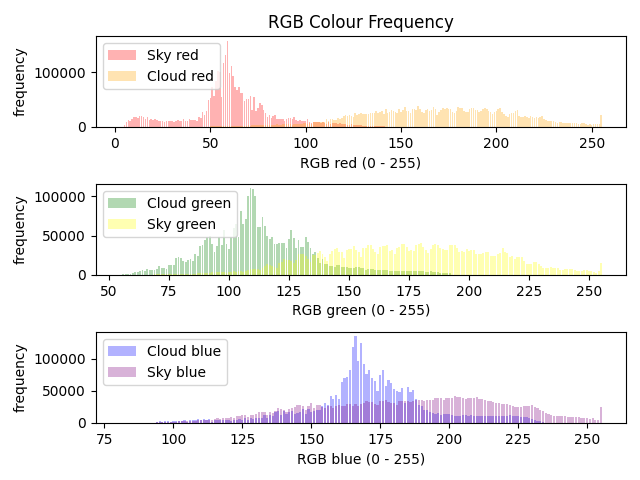 RGB Colour Frequency
frequency
100000
0
Sky red
Cloud red
0 50 100 150 200 250
RGB red (0 - 255)
frequency
100000
50000
0
Cloud green
Sky green
50 75 100 125 150 175 200 225 250
RGB green (0 - 255)
frequency
100000
50000
0
Cloud blue
Sky blue
75 100 125 150 175 200 225 250
RGB blue (0 - 255)